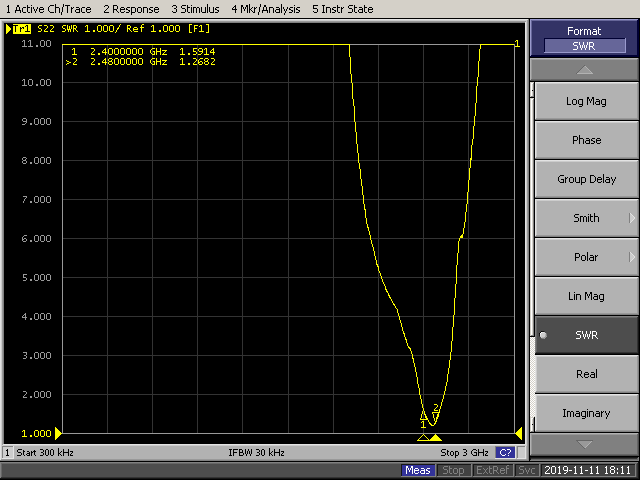 1 Active Ch/Trace 2 Response 3 Stimulus 4 Mkr/Analysis 5 Instr State
Tr1 S22 SWR 1.000/ Ref 1.000 [F1]
11.00
10.00
9.000
8.000
7.000
6.000
5.000
4.000
3.000
2.000
1.000
1 2.4000000 GHz 1.5914
>2 2.4800000 GHz 1.2682
1
2
1
1 Start 300 kHz IFBW 30 kHz Stop 3 GHz C?
Format
SWR
Log Mag
Phase
Group Delay
Smith
Polar
Lin Mag
SWR
Real
Imaginary
Meas Stop ExtRef Svc 2019-11-11 18:11